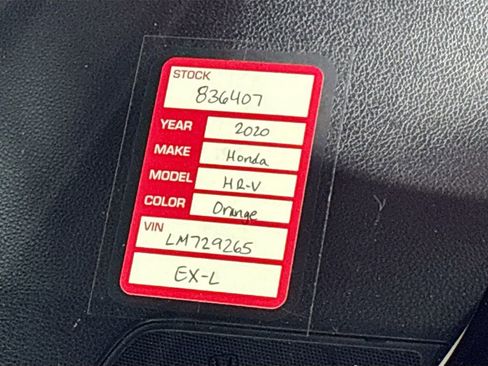 STOCK
836407
YEAR 2020
MAKE Honda
MODEL HR-V
COLOR Orange
VIN
LM729265
EX-L